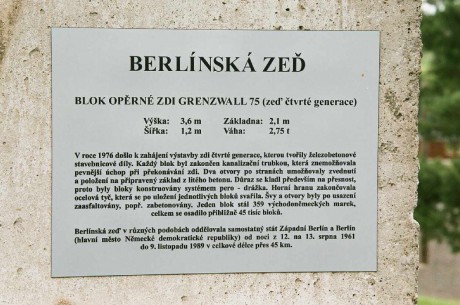 BERLÍNSKÁ ZEĎ
BLOK OPĚRNÉ ZDI GRENZWALL 75 (zeď čtvrté generace)
Výška: 3,6 m Základna: 2,1 m
Šířka: 1,2 m Váha: 2,75 t
V roce 1976 došlo k zahájení výstavby zdi čtvrté generace, kterou tvořily železobetonové
stavebnicové díly. Každý blok byl zakončen kanalizační trubkou, která znemožňovala
pevnější úchop při překonávání zdi. Dva otvory po stranách umožňovaly zvednutí
a položení na připravený základ z litého betonu. Důraz se kladl především na přesnost,
proto byly bloky konstruovány systémem pero - drážka. Horní hranu zakončovala
ocelová tyč, která se po uložení jednotlivých bloků svařila. Švy a otvory byly po usazení
zaasfaltovány, popř. zabetonovány. Jeden blok stál 359 východoněmeckých marek,
celkem se osadilo přibližně 45 tisíc bloků.
Berlínská zeď v různých podobách oddělovala samostatný stát Západní Berlín a Berlín
(hlavní město Německé demokratické republiky) od noci z 12. na 13. srpna 1961
do 9. listopadu 1989 v celkové délce přes 45 km.